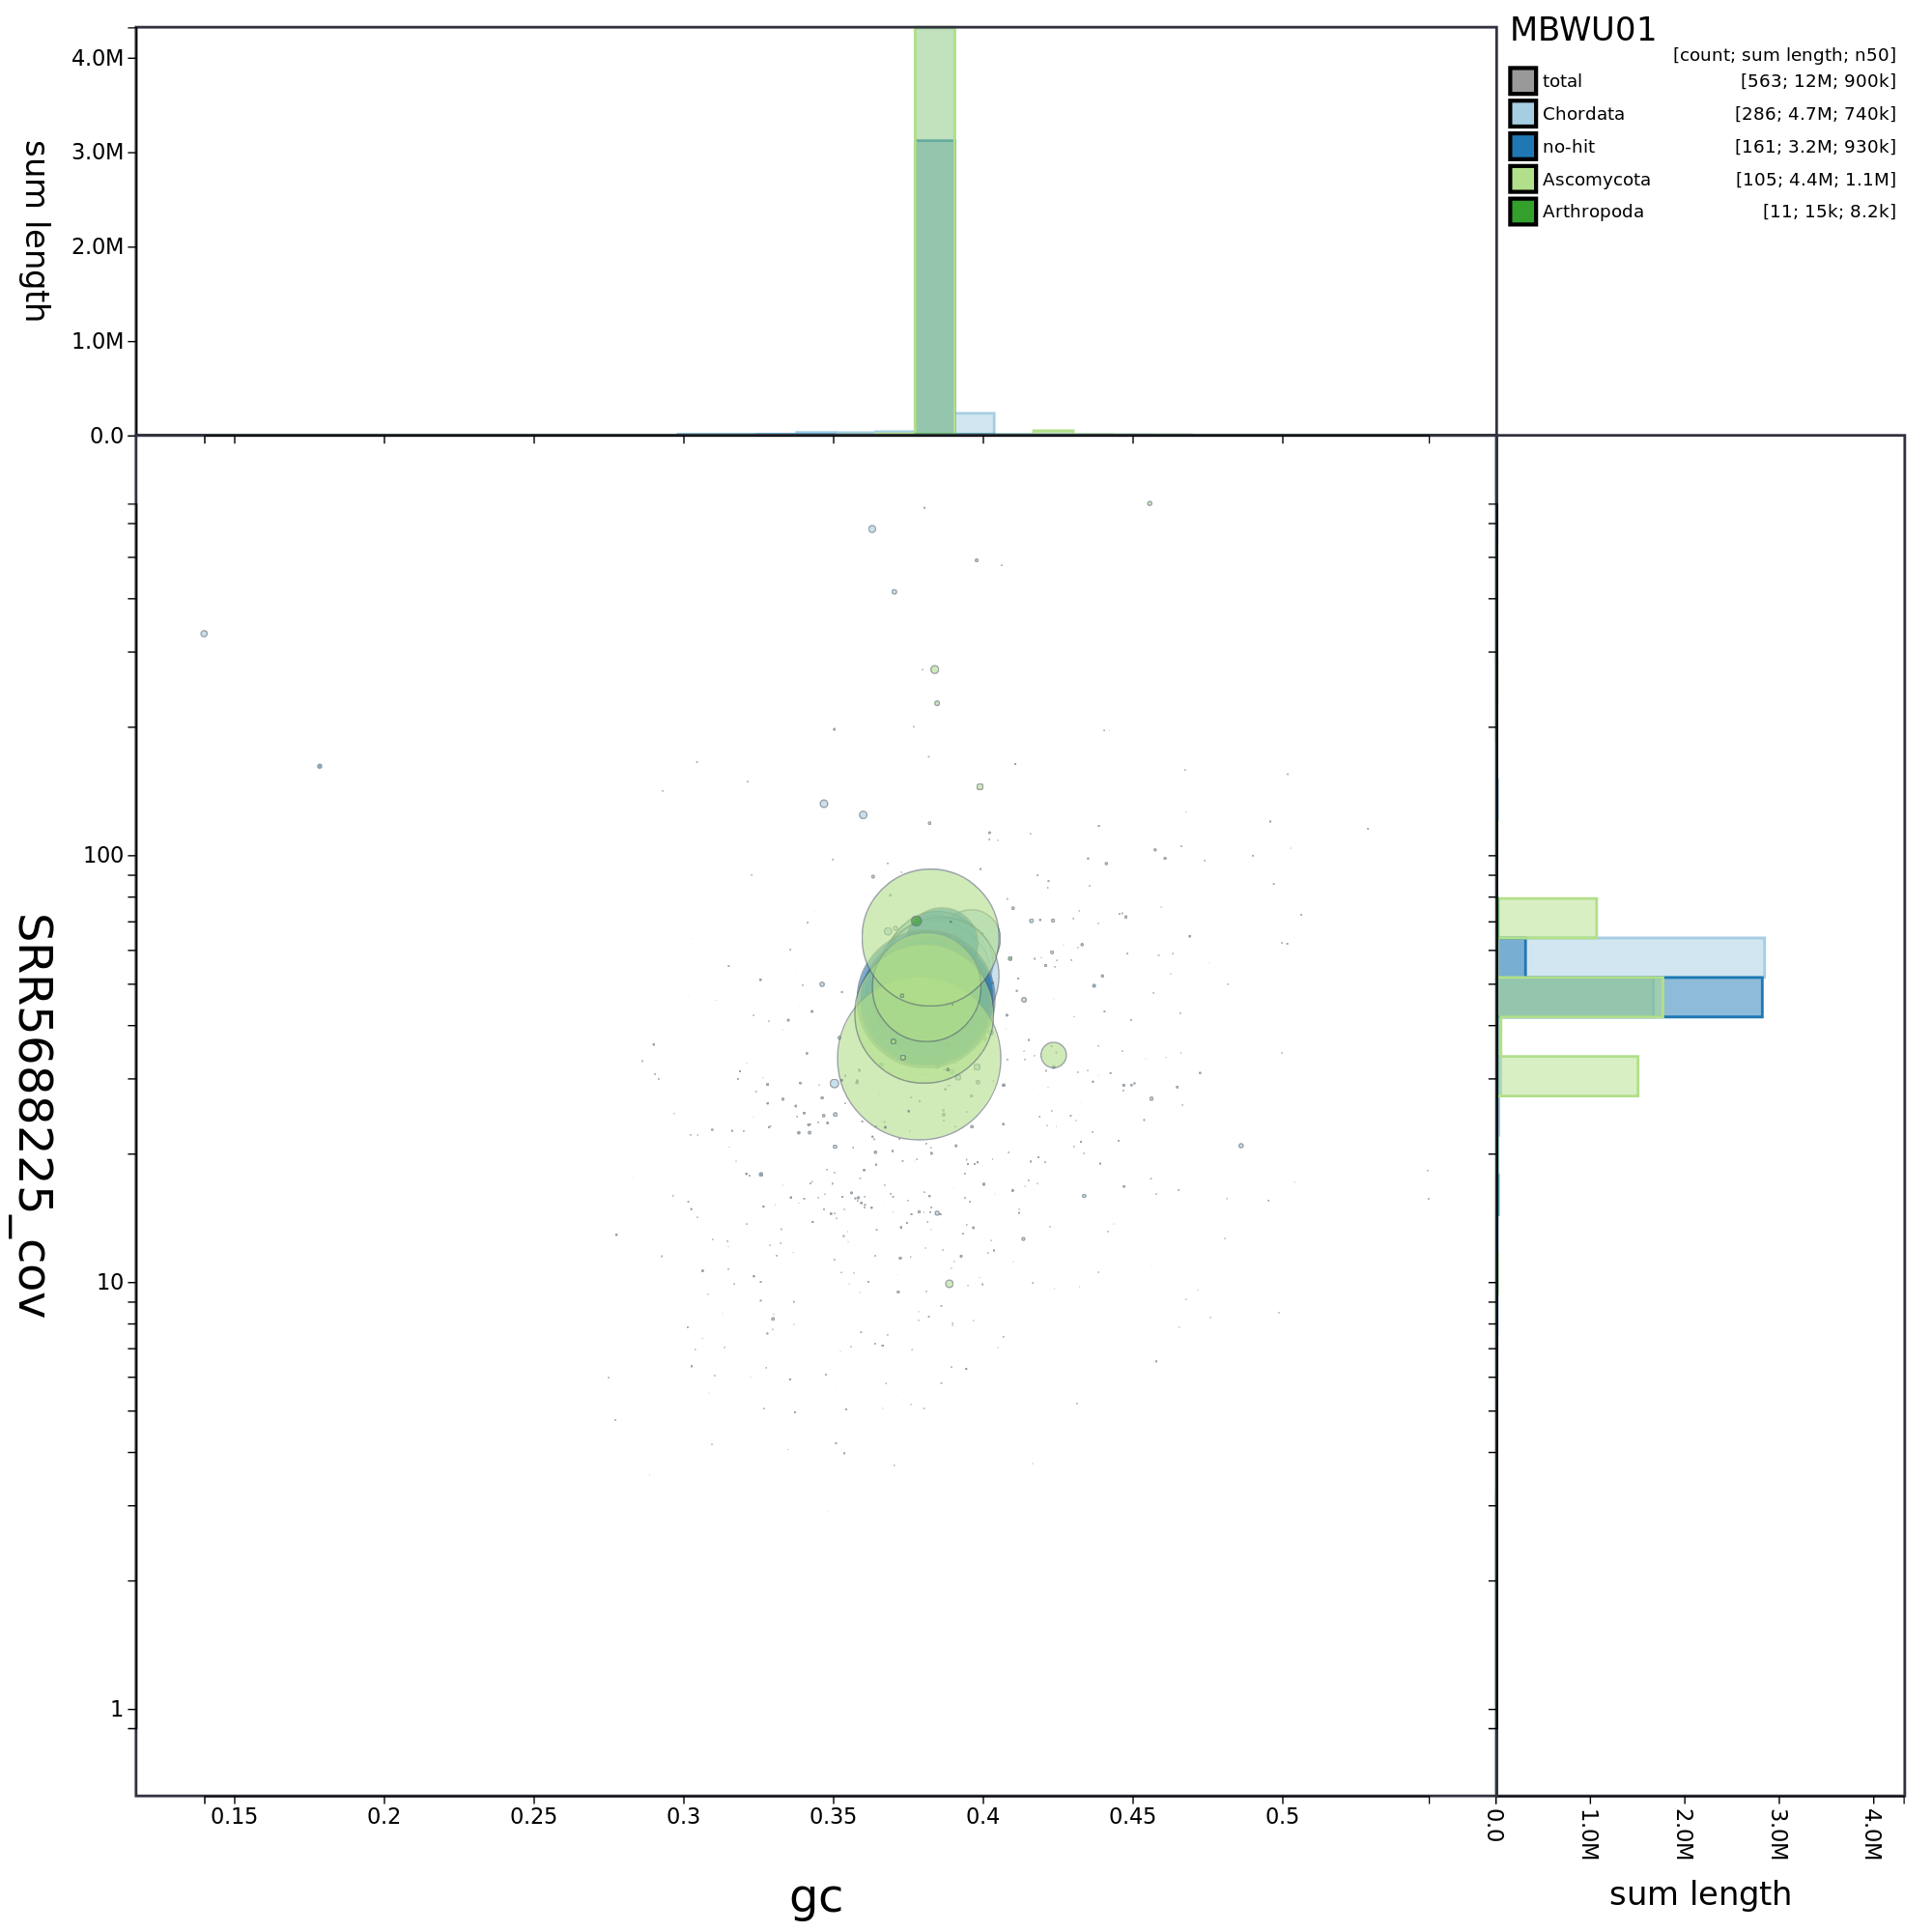 MBWU01
[count; sum length; n50]
total [563; 12M; 900k]
Chordata [286; 4.7M; 740k]
no-hit [161; 3.2M; 930k]
Ascomycota [105; 4.4M; 1.1M]
Arthropoda [11; 15k; 8.2k]
sum length
4.0M
3.0M
2.0M
1.0M
0.0
SRR5688225_cov
100
10
1
0.15 0.2 0.25 0.3 0.35 0.4 0.45 0.5
gc
0.0 1.0M 2.0M 3.0M 4.0M
sum length